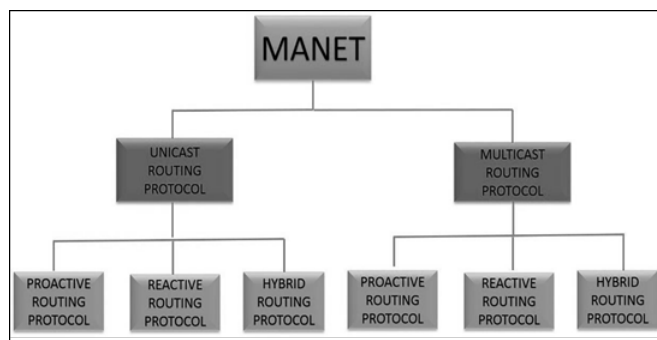 MANET
UNICAST
ROUTING
PROTOCOL
MULTICAST
ROUTING
PROTOCOL
PROACTIVE
ROUTING
PROTOCOL
REACTIVE
ROUTING
PROTOCOL
HYBRID
ROUTING
PROTOCOL
PROACTIVE
ROUTING
PROTOCOL
REACTIVE
ROUTING
PROTOCOL
HYBRID
ROUTING
PROTOCOL